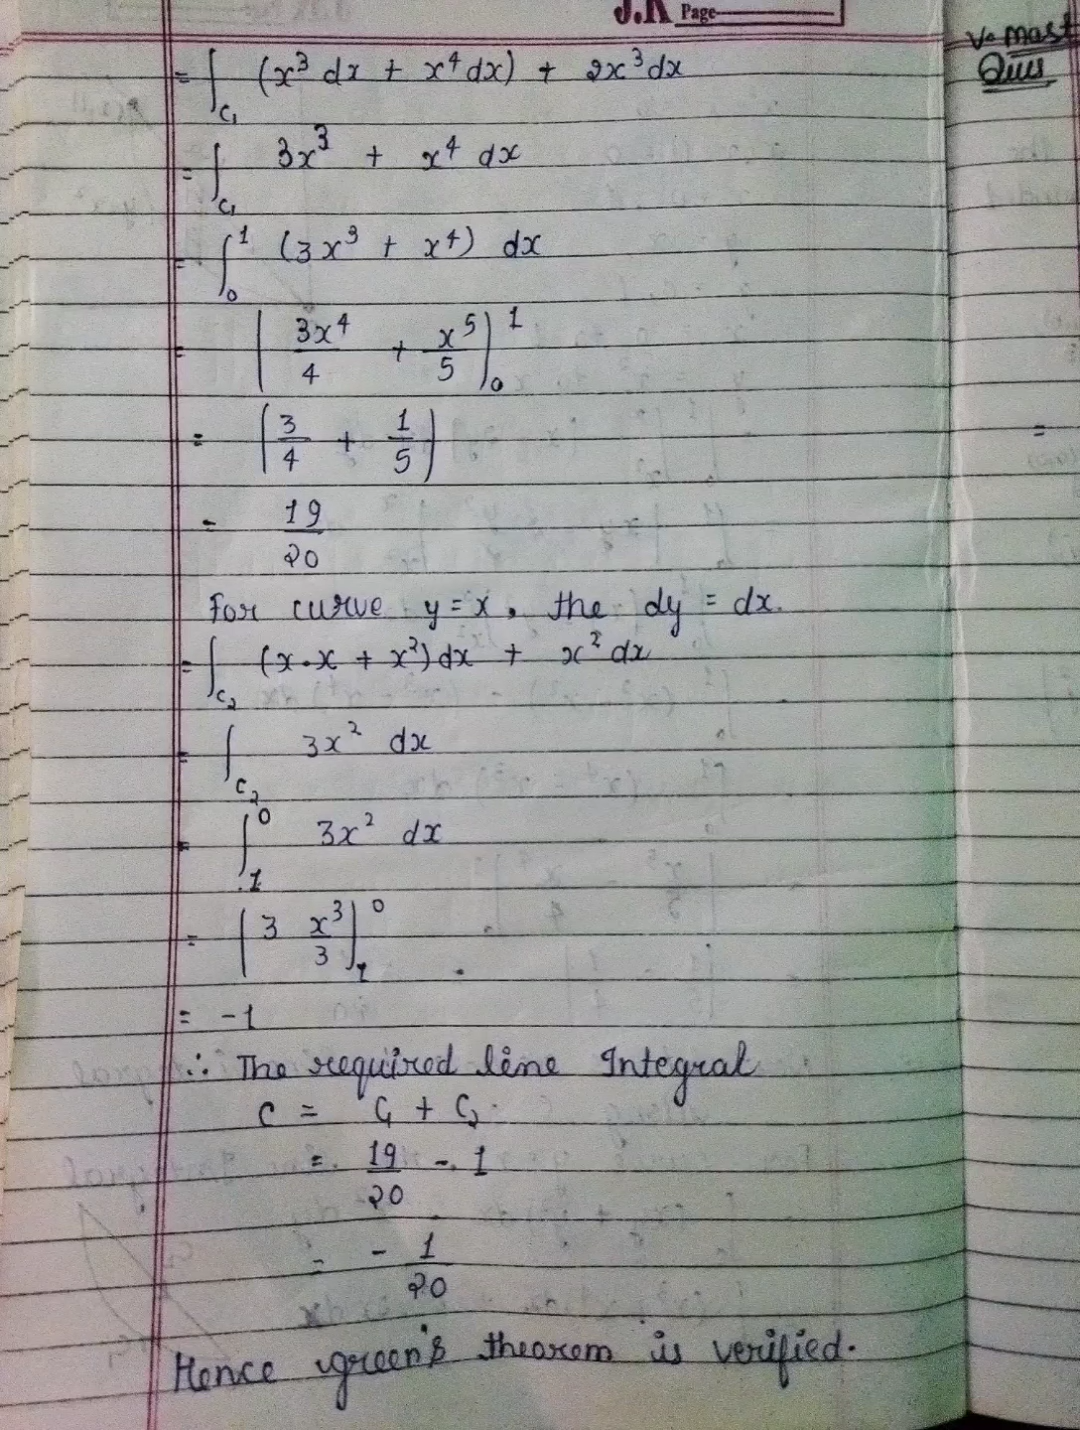 J.K Page
= ∫C₁ (x³ dx + x⁴ dx) + 2x³ dx
= ∫C₁ 3x³ + x⁴ dx
= ∫₀¹ (3x³ + x⁴) dx
= [3x⁴/4 + x⁵/5]₀¹
= (3/4 + 1/5)
= 19/20
For curve y = x, the dy = dx.
= ∫C₂ (x·x + x²) dx + x² dx
= ∫C₂ 3x² dx
= ∫₁⁰ 3x² dx
= [3 x³/3]₁⁰
= -1
∴ The required line Integral
C = C₁ + C₂
= 19/20 - 1
= - 1/20
Hence green's theorem is verified.
=